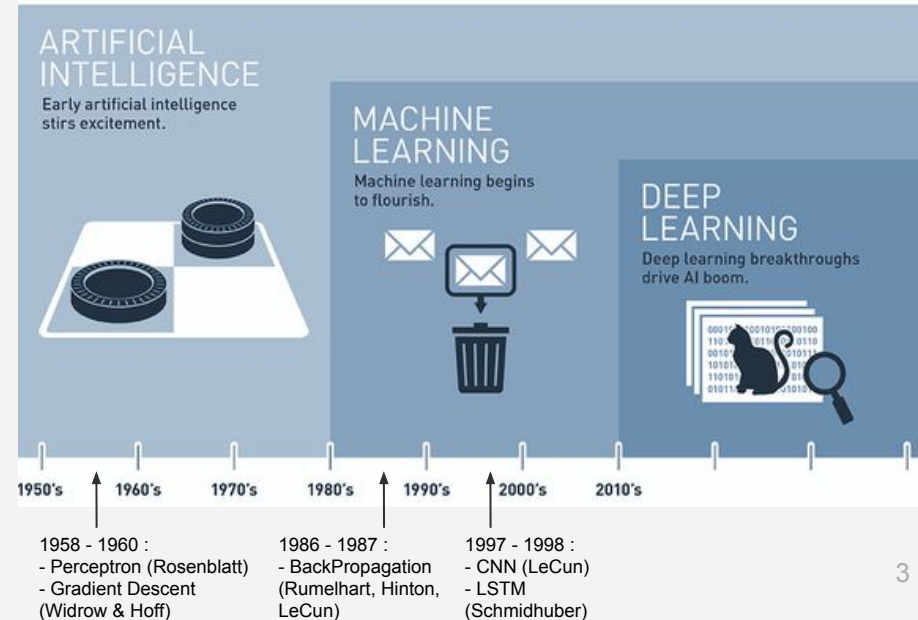 ARTIFICIAL
INTELLIGENCE
Early artificial intelligence
stirs excitement.
MACHINE
LEARNING
Machine learning begins
to flourish.
DEEP
LEARNING
Deep learning breakthroughs
drive AI boom.
1950's 1960's 1970's 1980's 1990's 2000's 2010's
1958 - 1960 :
- Perceptron (Rosenblatt)
- Gradient Descent
(Widrow & Hoff)
1986 - 1987 :
- BackPropagation
(Rumelhart, Hinton,
LeCun)
1997 - 1998 :
- CNN (LeCun)
- LSTM
(Schmidhuber)
3